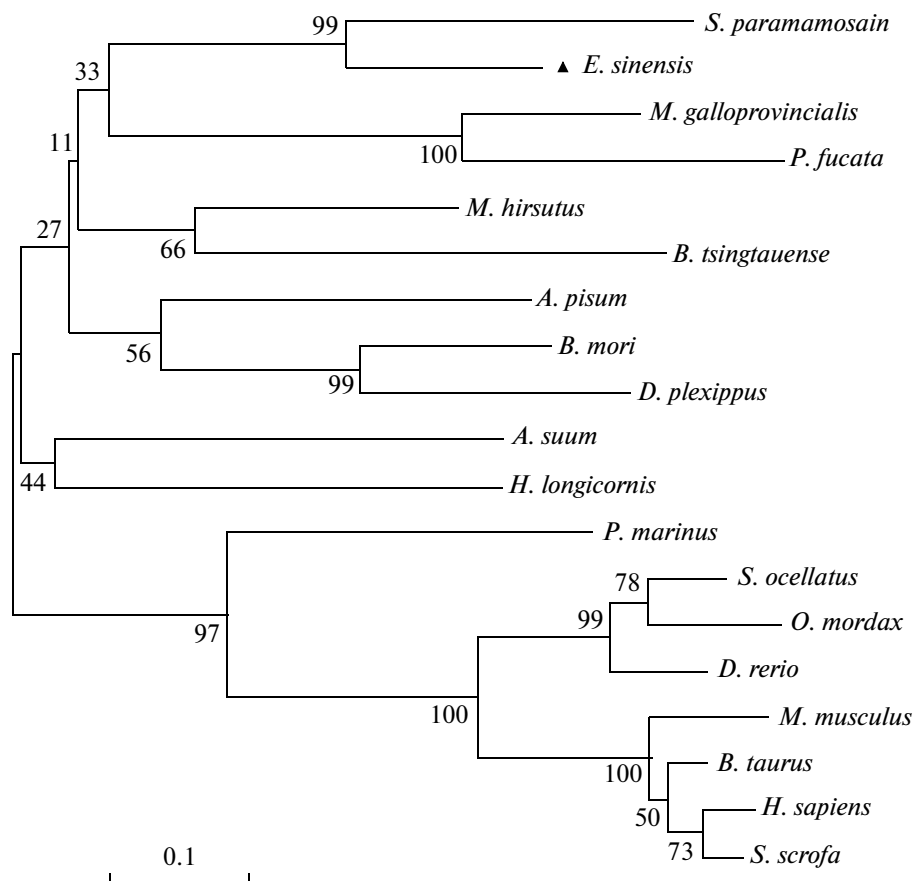 99
S. paramamosain
▲ E. sinensis
33
M. galloprovincialis
11
100
P. fucata
M. hirsutus
27
66
B. tsingtauense
A. pisum
56
B. mori
99
D. plexippus
A. suum
44
H. longicornis
P. marinus
78
S. ocellatus
99
O. mordax
97
D. rerio
100
M. musculus
100
B. taurus
50
H. sapiens
73
S. scrofa
0.1